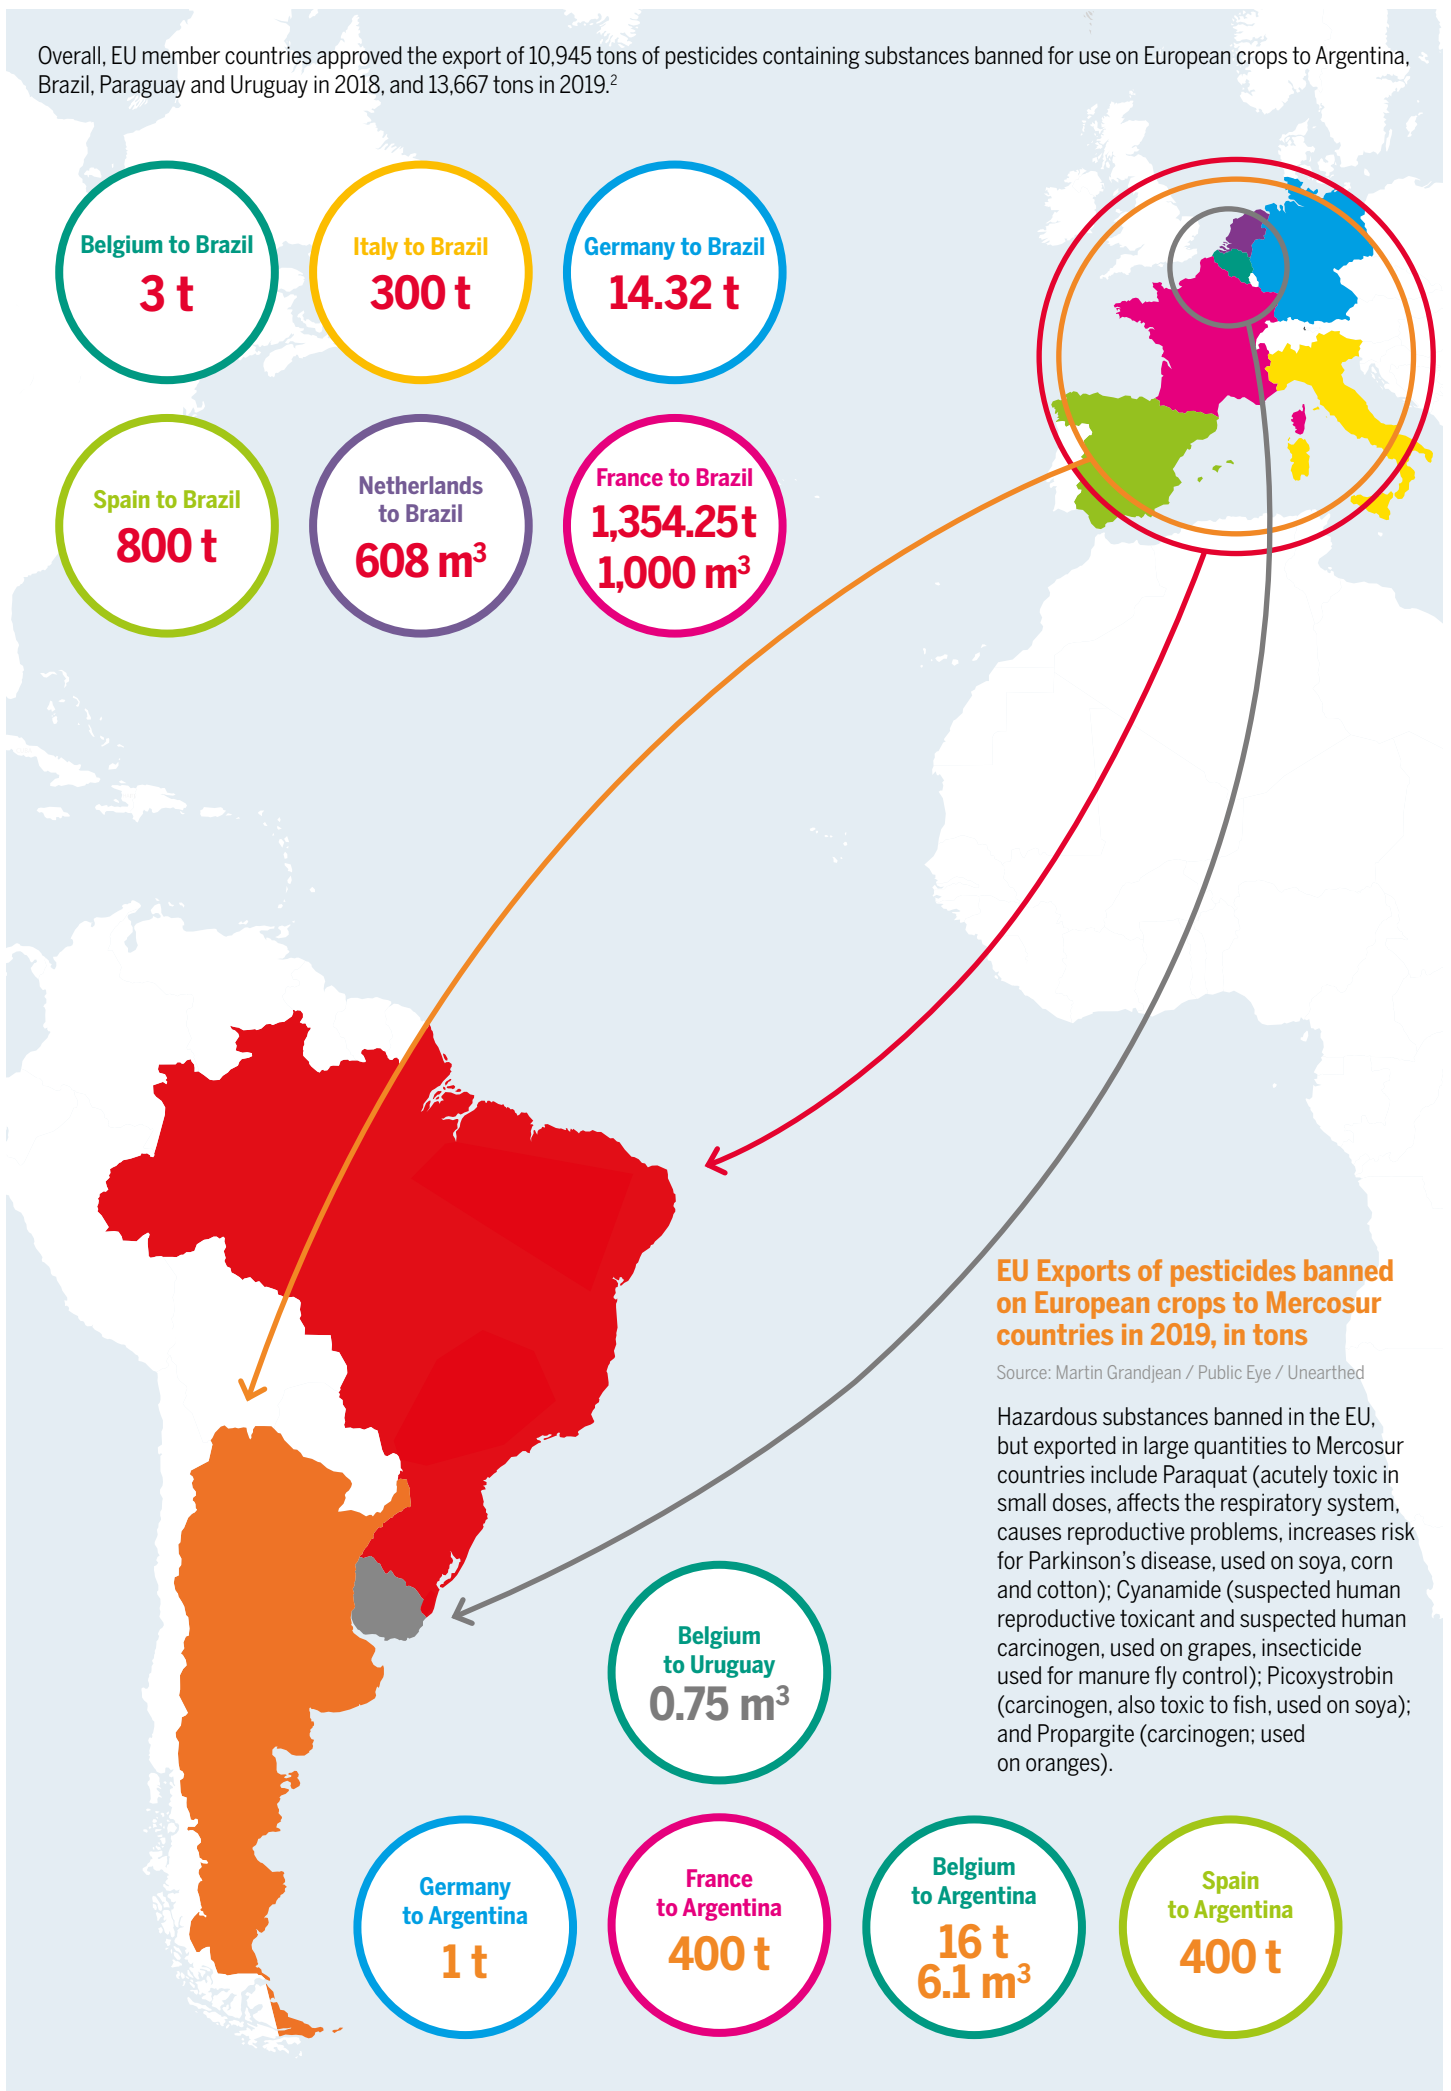 Overall, EU member countries approved the export of 10,945 tons of pesticides containing substances banned for use on European crops to Argentina,
Brazil, Paraguay and Uruguay in 2018, and 13,667 tons in 2019.²
Belgium to Brazil
3 t
Italy to Brazil
300 t
Germany to Brazil
14.32 t
Spain to Brazil
800 t
Netherlands
to Brazil
608 m³
France to Brazil
1,354.25 t
1,000 m³
EU Exports of pesticides banned
on European crops to Mercosur
countries in 2019, in tons
Source: Martin Grandjean / Public Eye / Unearthed
Hazardous substances banned in the EU,
but exported in large quantities to Mercosur
countries include Paraquat (acutely toxic in
small doses, affects the respiratory system,
causes reproductive problems, increases risk
for Parkinson's disease, used on soya, corn
and cotton); Cyanamide (suspected human
reproductive toxicant and suspected human
carcinogen, used on grapes, insecticide
used for manure fly control); Picoxystrobin
(carcinogen, also toxic to fish, used on soya);
and Propargite (carcinogen; used
on oranges).
Belgium
to Uruguay
0.75 m³
Germany
to Argentina
1 t
France
to Argentina
400 t
Belgium
to Argentina
16 t
6.1 m³
Spain
to Argentina
400 t